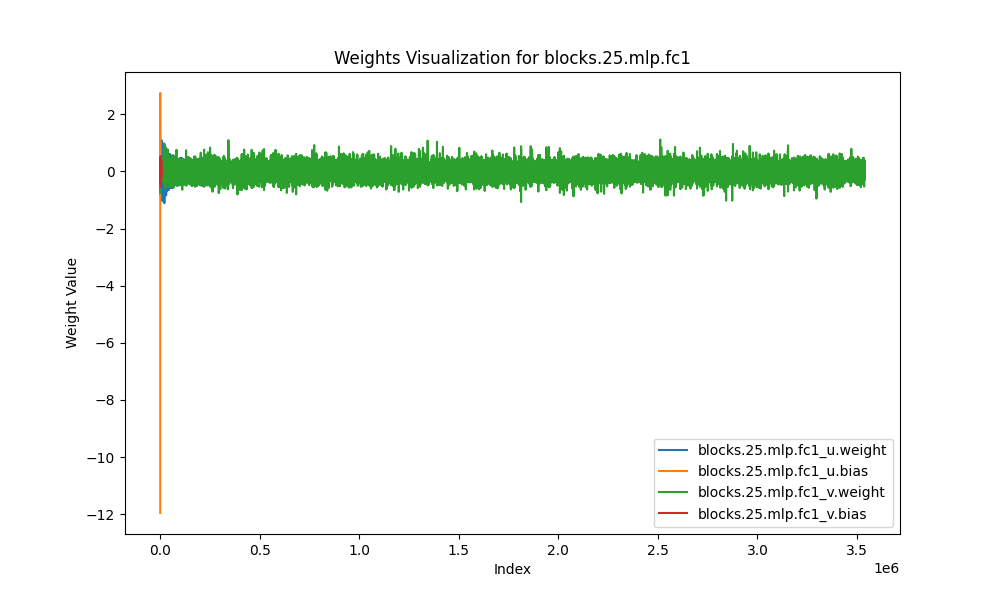 Weights Visualization for blocks.25.mlp.fc1
2
0
−2
−4
−6
−8
−10
−12
Weight Value
blocks.25.mlp.fc1_u.weight
blocks.25.mlp.fc1_u.bias
blocks.25.mlp.fc1_v.weight
blocks.25.mlp.fc1_v.bias
0.0 0.5 1.0 1.5 2.0 2.5 3.0 3.5
1e6
Index